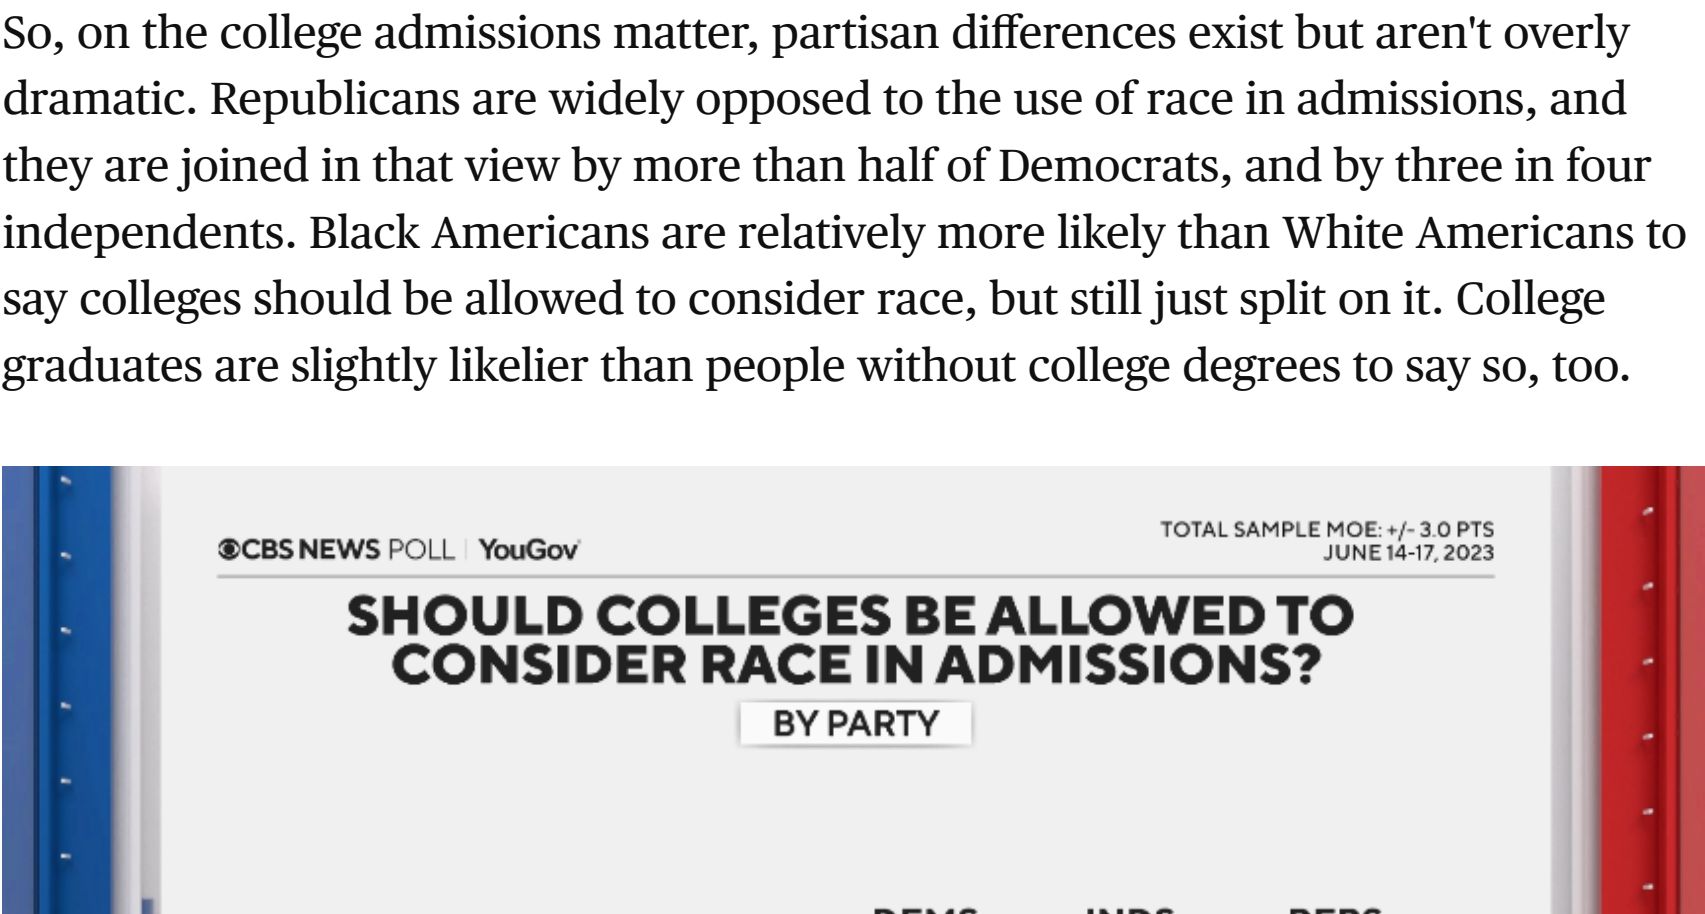 So, on the college admissions matter, partisan differences exist but aren't overly
dramatic. Republicans are widely opposed to the use of race in admissions, and
they are joined in that view by more than half of Democrats, and by three in four
independents. Black Americans are relatively more likely than White Americans to
say colleges should be allowed to consider race, but still just split on it. College
graduates are slightly likelier than people without college degrees to say so, too.
CBS NEWS POLL | YouGov
TOTAL SAMPLE MOE: +/- 3.0 PTS
JUNE 14-17, 2023
SHOULD COLLEGES BE ALLOWED TO
CONSIDER RACE IN ADMISSIONS?
BY PARTY
DEMS INDS REPS